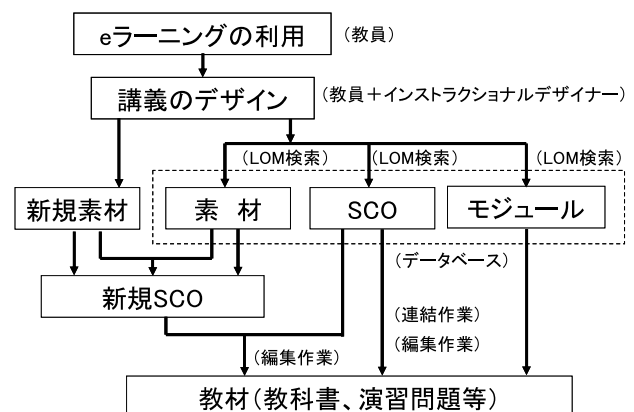 eラーニングの利用 (教員)
講義のデザイン (教員+インストラクショナルデザイナー)
(LOM検索) (LOM検索) (LOM検索)
新規素材 素 材 SCO モジュール
(データベース)
新規SCO
(連結作業)
(編集作業) (編集作業)
教材(教科書、演習問題等)